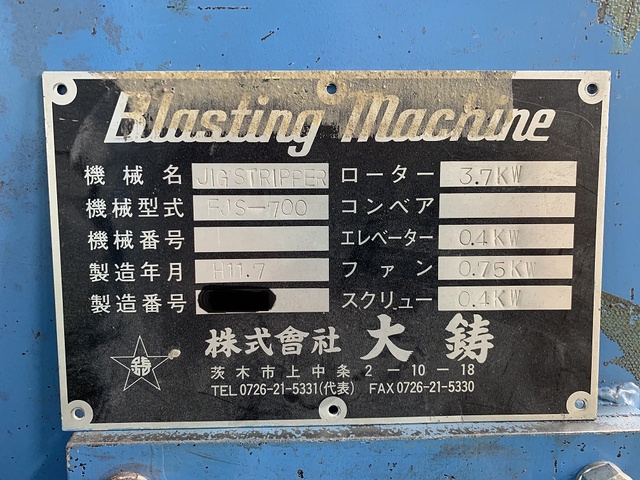 Blasting Machine
機械名 JIG STRIPPER ローター 3.7KW
機械型式 RJS-700 コンベア
機械番号 エレベーター 0.4KW
製造年月 H11.7 ファン 0.75KW
製造番号 スクリュー 0.4KW
株式會社 大鋳
茨木市上中条2-10-18
TEL 0726-21-5331(代表) FAX 0726-21-5330